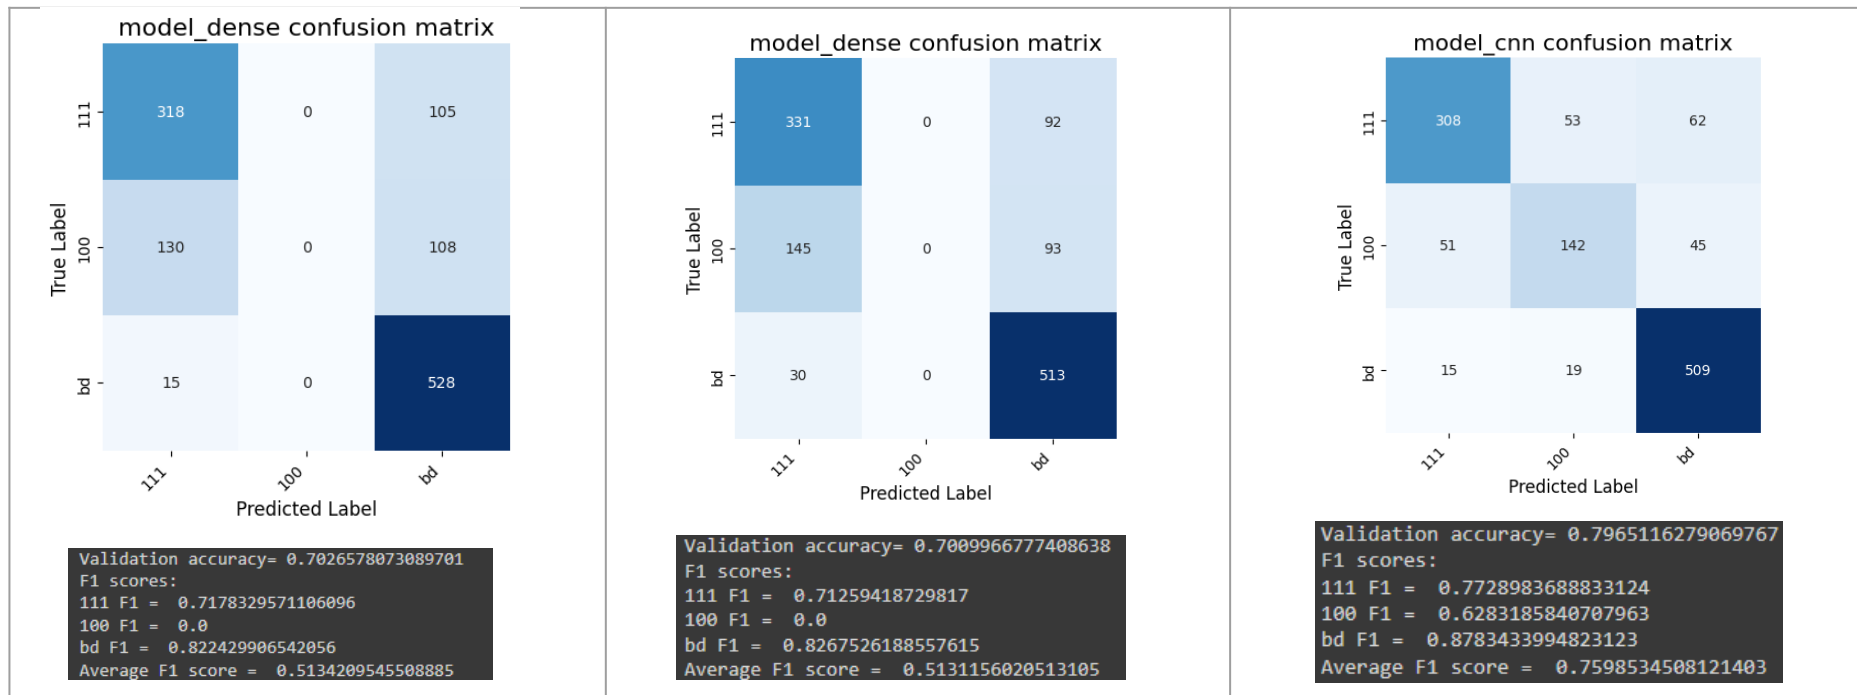 model_dense confusion matrix
True Label
111
318
0
105
100
130
0
108
bd
15
0
528
111
100
bd
Predicted Label
Validation accuracy= 0.7026578073089701
F1 scores:
111 F1 =  0.7178329571106096
100 F1 =  0.0
bd F1 =  0.822429906542056
Average F1 score =  0.5134209545508885
model_dense confusion matrix
True Label
111
331
0
92
100
145
0
93
bd
30
0
513
111
100
bd
Predicted Label
Validation accuracy= 0.7009966777408638
F1 scores:
111 F1 =  0.71259418729817
100 F1 =  0.0
bd F1 =  0.8267526188557615
Average F1 score =  0.5131156020513105
model_cnn confusion matrix
True Label
111
308
53
62
100
51
142
45
bd
15
19
509
111
100
bd
Predicted Label
Validation accuracy= 0.7965116279069767
F1 scores:
111 F1 =  0.7728983688833124
100 F1 =  0.6283185840707963
bd F1 =  0.8783433994823123
Average F1 score =  0.7598534508121403